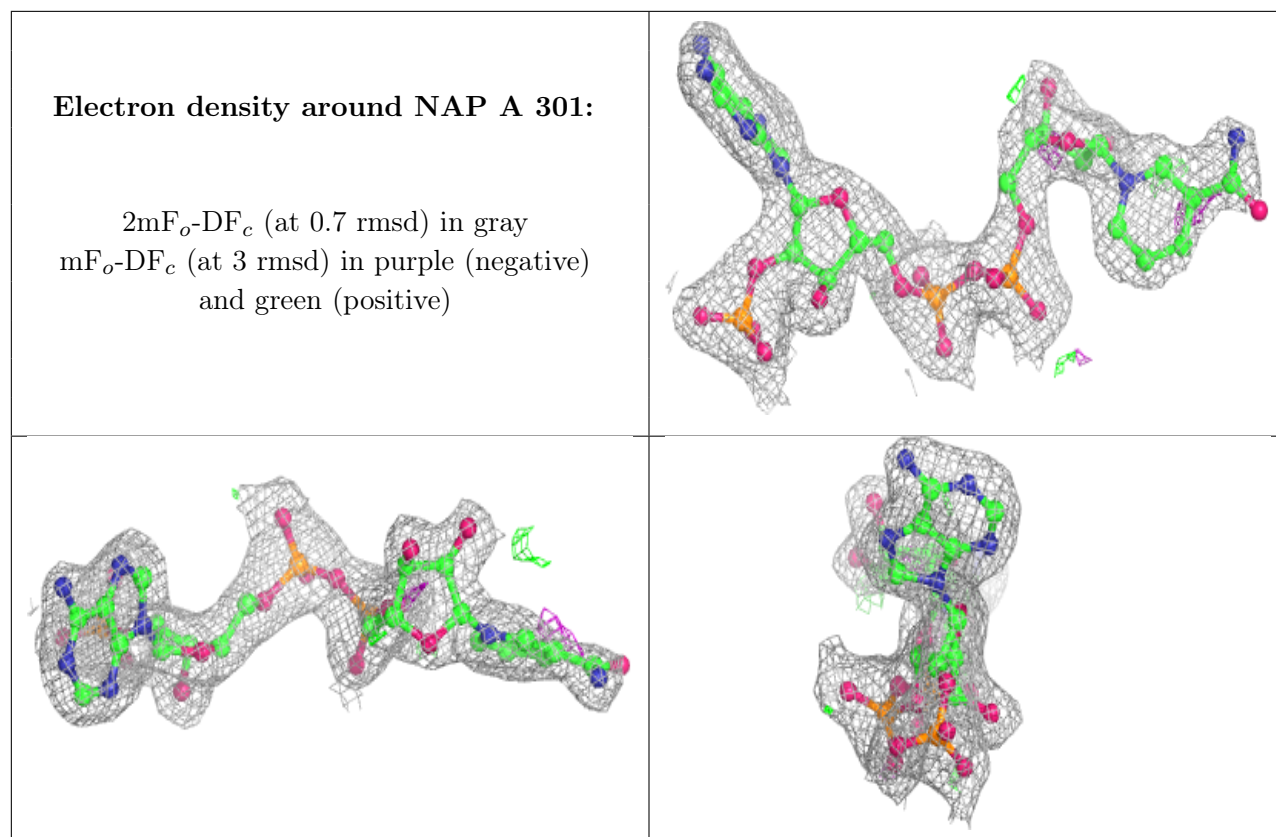 Electron density around NAP A 301:
2mFₒ-DF𝒸 (at 0.7 rmsd) in gray
mFₒ-DF𝒸 (at 3 rmsd) in purple (negative)
and green (positive)